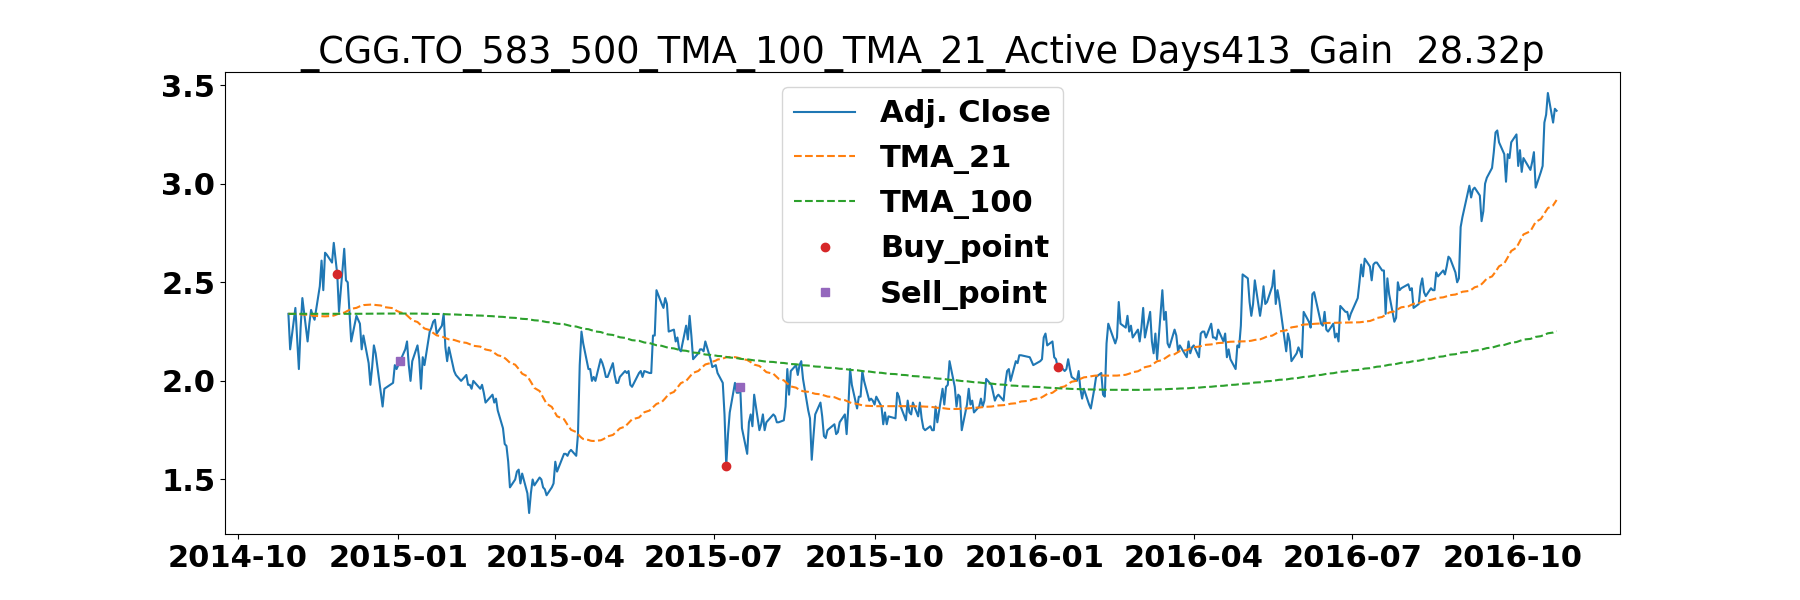 _CGG.TO_583_500_TMA_100_TMA_21_Active Days413_Gain  28.32p
3.5
3.0
2.5
2.0
1.5
Adj. Close
TMA_21
TMA_100
Buy_point
Sell_point
2014-10 2015-01 2015-04 2015-07 2015-10 2016-01 2016-04 2016-07 2016-10